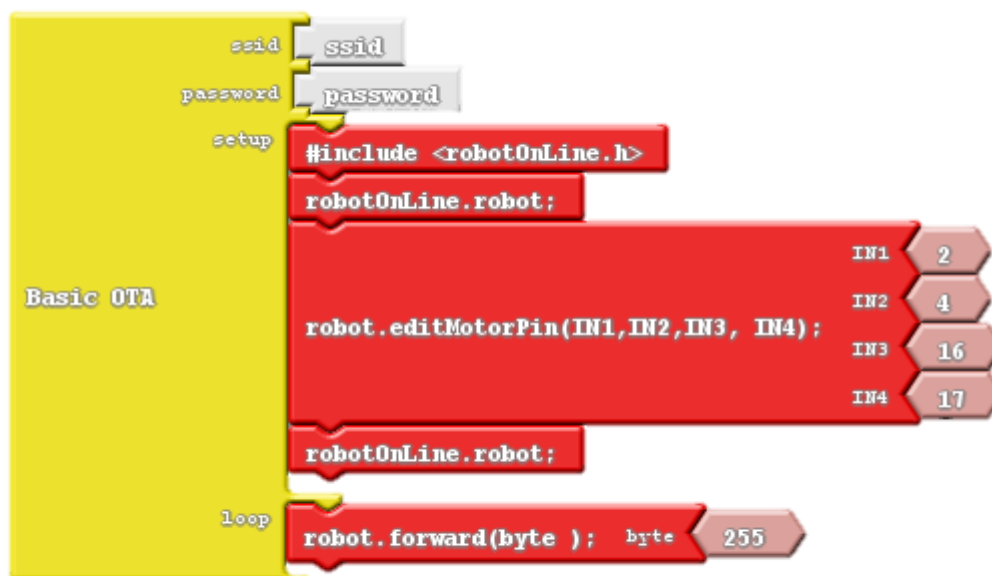 ssid ssid
password password
setup
#include <robotOnLine.h>
robotOnLine.robot;
Basic OTA
robot.editMotorPin(IN1,IN2,IN3, IN4);
IN1 2
IN2 4
IN3 16
IN4 17
robotOnLine.robot;
loop
robot.forward(byte ); byte 255